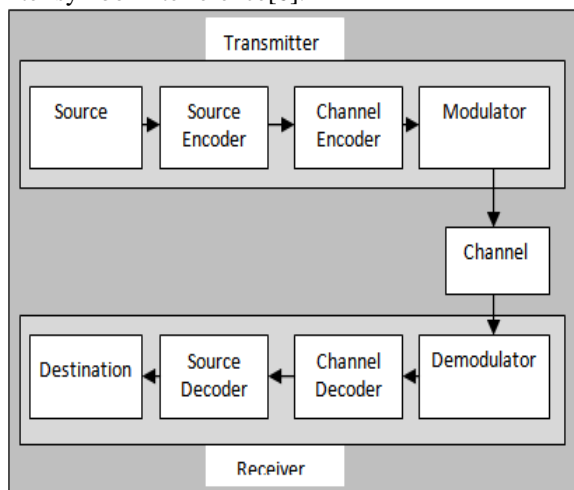 Transmitter
Source
Source
Encoder
Channel
Encoder
Modulator
Channel
Destination
Source
Decoder
Channel
Decoder
Demodulator
Receiver